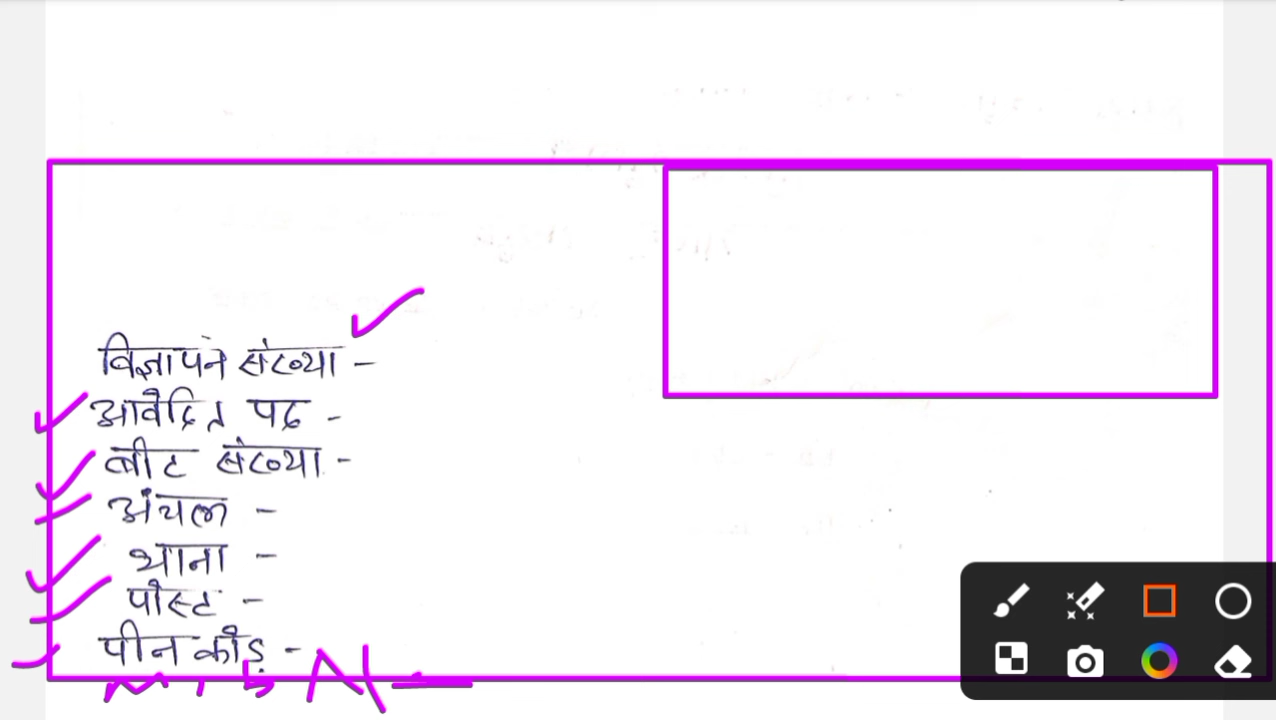 विज्ञापन संख्या -
आवेदित पद -
बीट संख्या -
अंचल -
थाना -
पोस्ट -
पीन कोड़ -